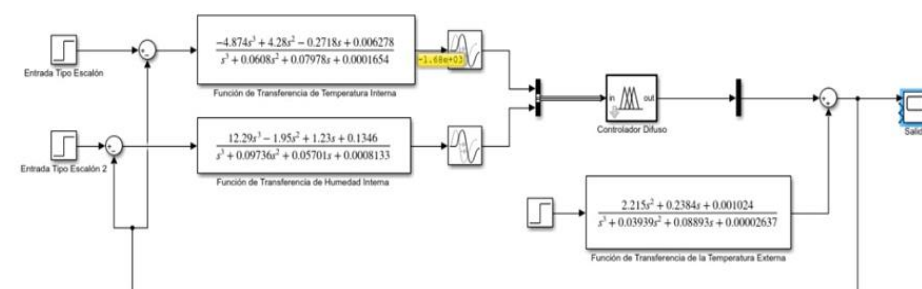 Entrada Tipo Escalón
-4.874s³ + 4.28s² − 0.2718s + 0.006278
s³ + 0.0608s² + 0.07978s + 0.0001654
-1.68e+03
Función de Transferencia de Temperatura Interna
Entrada Tipo Escalón 2
12.29s³ − 1.95s² + 1.23s + 0.1346
s³ + 0.09736s² + 0.05701s + 0.0008133
Función de Transferencia de Humedad Interna
in out
Controlador Difuso
2.215s² + 0.2384s + 0.001024
s³ + 0.03939s² + 0.08893s + 0.00002637
Función de Transferencia de la Temperatura Externa
Salid